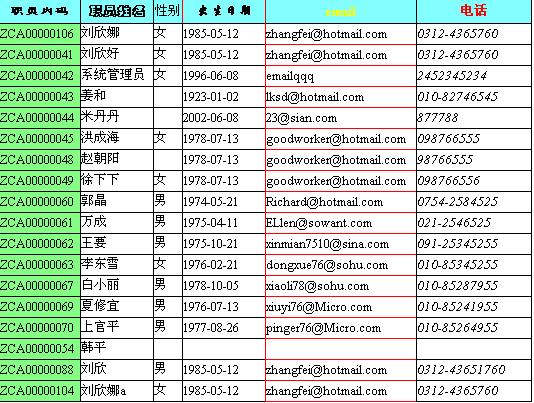 职员内码 职员姓名 性别 出生日期 email 电话
ZCA00000106 刘欣娜 女 1985-05-12 zhangfei@hotmail.com 0312-4365760
ZCA00000041 刘欣好 女 1985-05-12 zhangfei@hotmail.com 0312-4365760
ZCA00000042 系统管理员 女 1996-06-08 emailqqq 2452345234
ZCA00000043 姜和 1923-01-02 lksd@hotmail.com 010-82746545
ZCA00000044 米丹丹 2002-06-08 23@sian.com 877788
ZCA00000045 洪成海 女 1978-07-13 goodworker@hotmail.com 098766555
ZCA00000048 赵朝阳 1978-07-13 goodworker@hotmail.com 98766555
ZCA00000049 徐下下 女 1978-07-13 goodworker@hotmail.com 098766556
ZCA00000060 郭晶 男 1974-05-21 Richard@hotmail.com 0754-2584525
ZCA00000061 万成 男 1975-04-11 ELlen@sowant.com 021-2546525
ZCA00000062 王要 男 1975-10-21 xinmian7510@sina.com 091-25345255
ZCA00000063 李东雪 女 1976-02-21 dongxue76@sohu.com 010-85345255
ZCA00000067 白小丽 男 1978-10-05 xiaoli78@sohu.com 010-85287955
ZCA00000069 夏修宜 男 1976-07-13 xiuyi76@Micro.com 010-85241955
ZCA00000070 上官平 男 1977-08-26 pinger76@Micro.com 010-85264955
ZCA00000054 韩平
ZCA00000088 刘欣 男 1985-05-12 zhangfei@hotmail.com 0312-43651760
ZCA00000104 刘欣娜a 女 1985-05-12 zhangfei@hotmail.com 0312-4365760